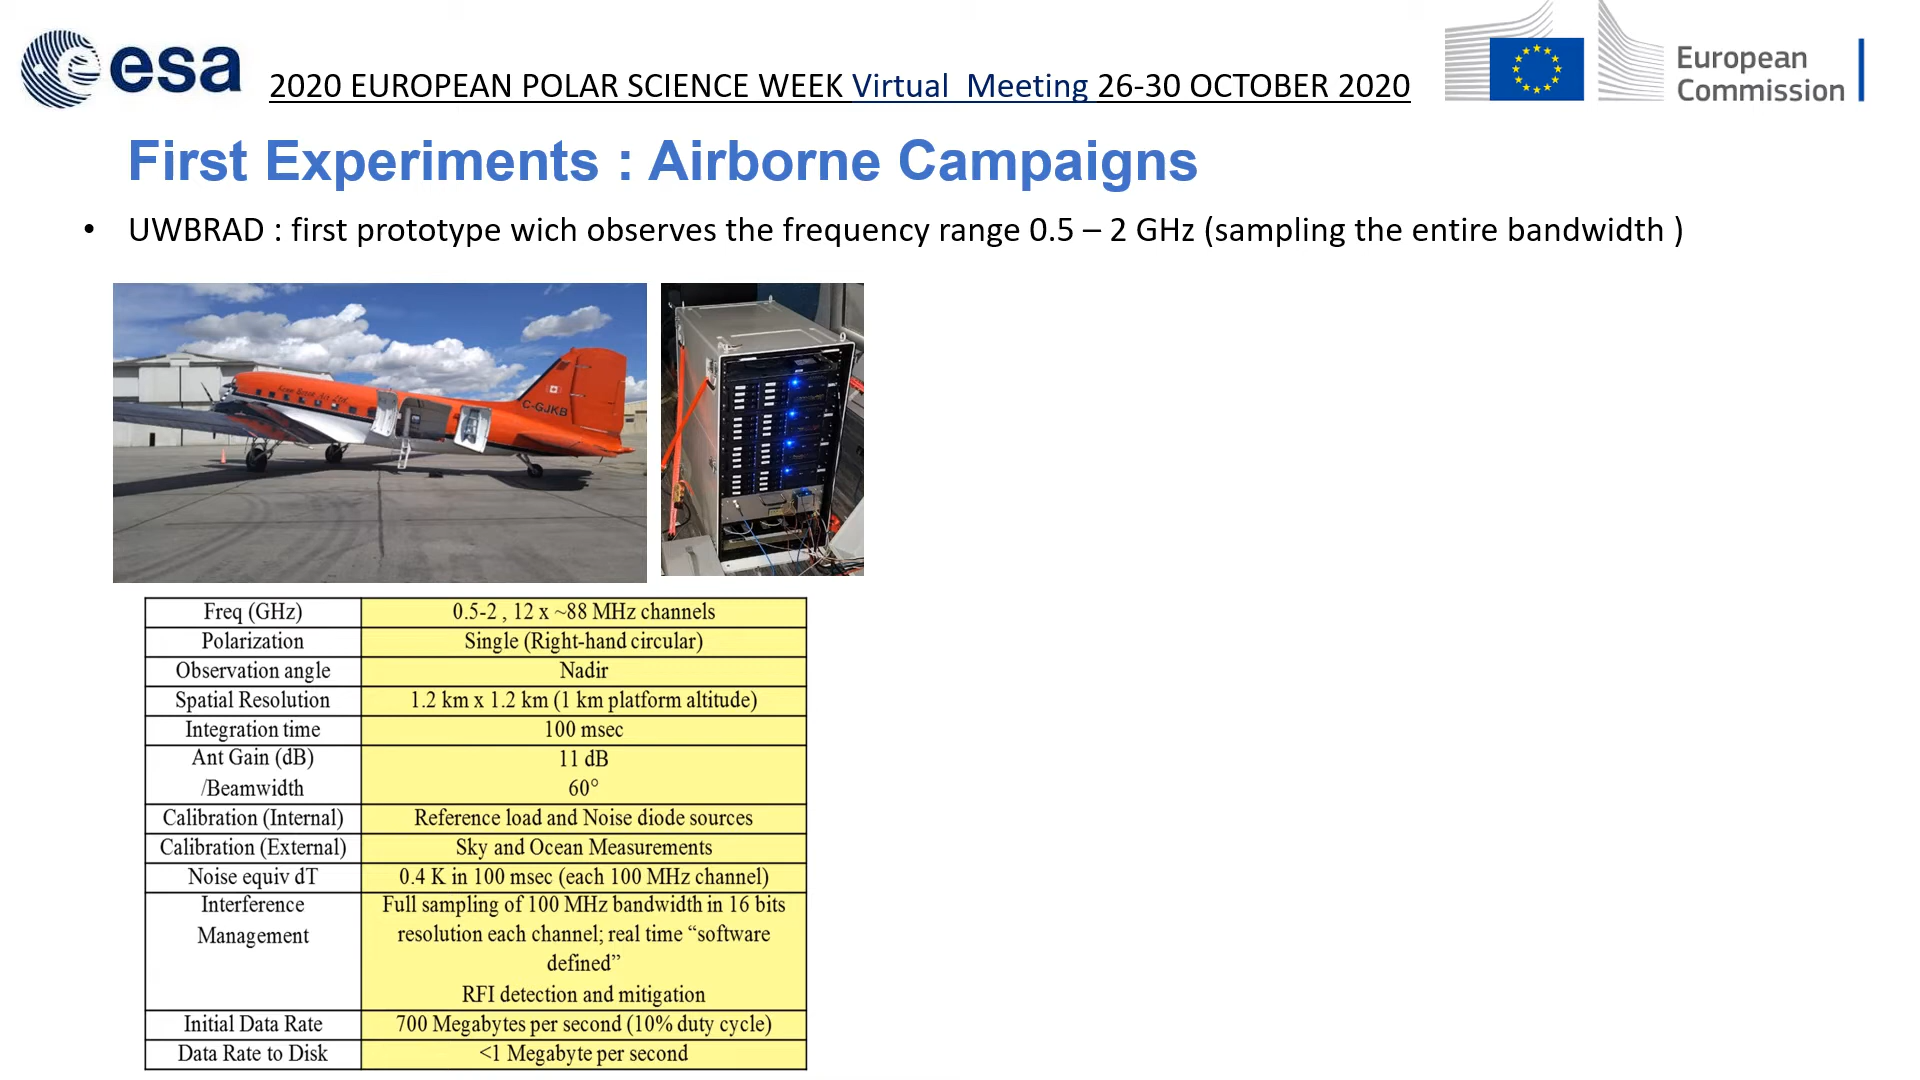 esa
2020 EUROPEAN POLAR SCIENCE WEEK Virtual Meeting 26-30 OCTOBER 2020
European
Commission
First Experiments : Airborne Campaigns
• UWBRAD : first prototype wich observes the frequency range 0.5 – 2 GHz (sampling the entire bandwidth )
C-GJKB
Freq (GHz) 0.5-2 , 12 x ~88 MHz channels
Polarization Single (Right-hand circular)
Observation angle Nadir
Spatial Resolution 1.2 km x 1.2 km (1 km platform altitude)
Integration time 100 msec
Ant Gain (dB) 11 dB
/Beamwidth 60°
Calibration (Internal) Reference load and Noise diode sources
Calibration (External) Sky and Ocean Measurements
Noise equiv dT 0.4 K in 100 msec (each 100 MHz channel)
Interference Full sampling of 100 MHz bandwidth in 16 bits
Management resolution each channel; real time “software
defined”
RFI detection and mitigation
Initial Data Rate 700 Megabytes per second (10% duty cycle)
Data Rate to Disk <1 Megabyte per second